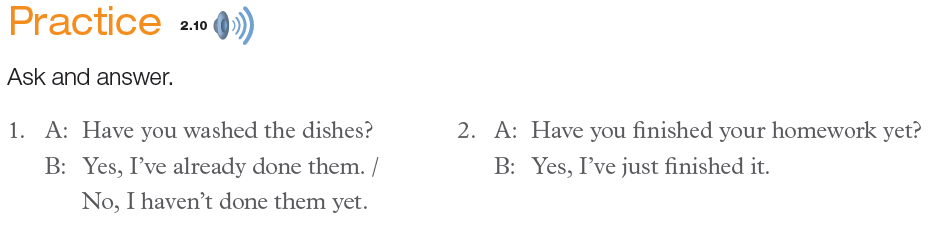 Practice 2.10
Ask and answer.
1. A: Have you washed the dishes?
B: Yes, I’ve already done them. /
No, I haven’t done them yet.
2. A: Have you finished your homework yet?
B: Yes, I’ve just finished it.